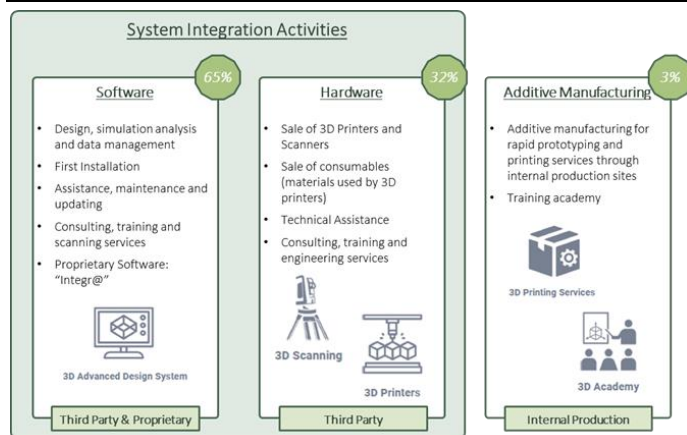 System Integration Activities
65%
Software
• Design, simulation analysis
and data management
• First Installation
• Assistance, maintenance and
updating
• Consulting, training and
scanning services
• Proprietary Software:
"Integr@"
3D Advanced Design System
Third Party & Proprietary
32%
Hardware
• Sale of 3D Printers and
Scanners
• Sale of consumables
(materials used by 3D
printers)
• Technical Assistance
• Consulting, training and
engineering services
3D Scanning
3D Printers
Third Party
3%
Additive Manufacturing
• Additive manufacturing for
rapid prototyping and
printing services through
internal production sites
• Training academy
3D Printing Services
3D Academy
Internal Production